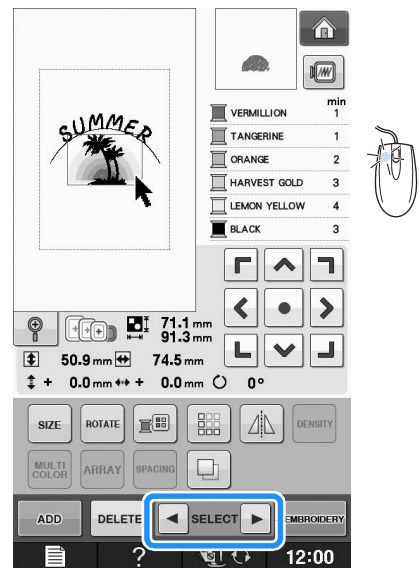 SUMMER
min
VERMILLION 1
TANGERINE 1
ORANGE 2
HARVEST GOLD 3
LEMON YELLOW 4
BLACK 3
71.1 mm
91.3 mm
50.9 mm 74.5 mm
+ 0.0 mm + 0.0 mm 0°
SIZE ROTATE DENSITY
MULTI COLOR ARRAY SPACING
ADD DELETE SELECT EMBROIDERY
? 12:00